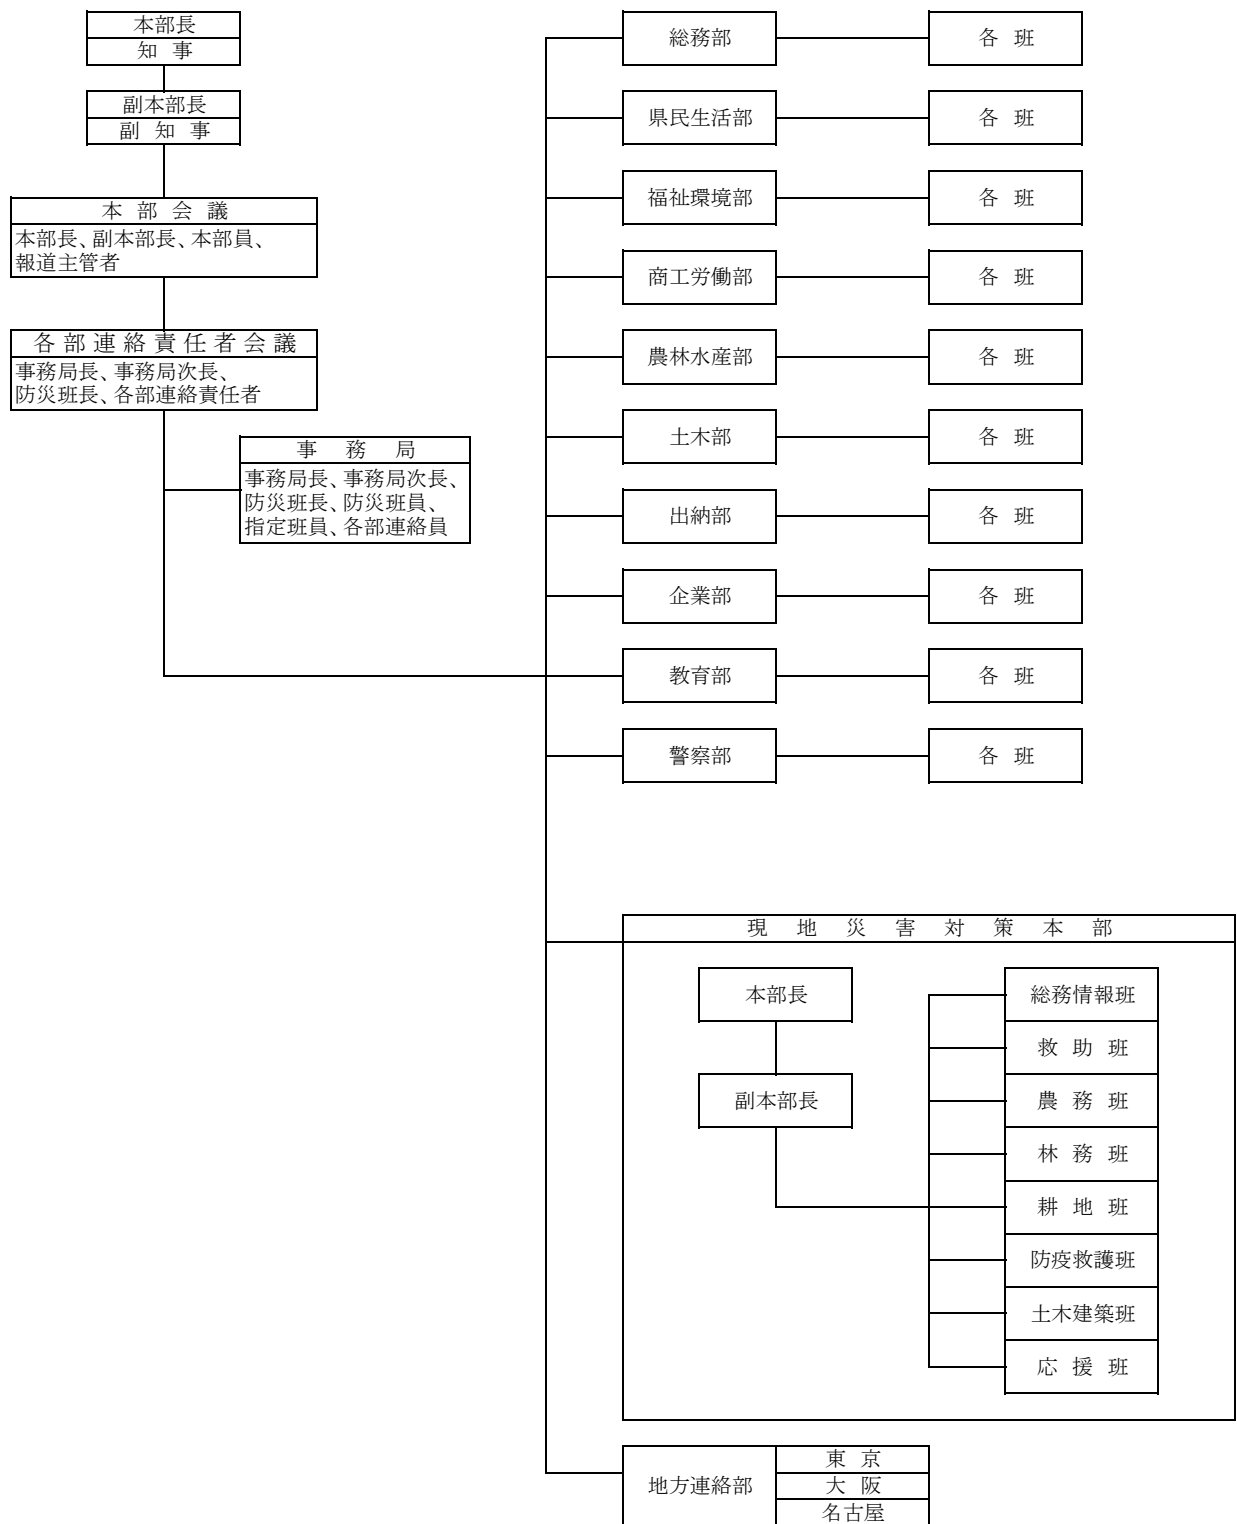 本部長
知 事
副本部長
副 知 事
本 部 会 議
本部長、副本部長、本部員、
報道主管者
各部連絡責任者会議
事務局長、事務局次長、
防災班長、各部連絡責任者
事 務 局
事務局長、事務局次長、
防災班長、防災班員、
指定班員、各部連絡員
総務部
各 班
県民生活部
各 班
福祉環境部
各 班
商工労働部
各 班
農林水産部
各 班
土木部
各 班
出納部
各 班
企業部
各 班
教育部
各 班
警察部
各 班
現 地 災 害 対 策 本 部
本部長
副本部長
総務情報班
救 助 班
農 務 班
林 務 班
耕 地 班
防疫救護班
土木建築班
応 援 班
地方連絡部
東 京
大 阪
名古屋